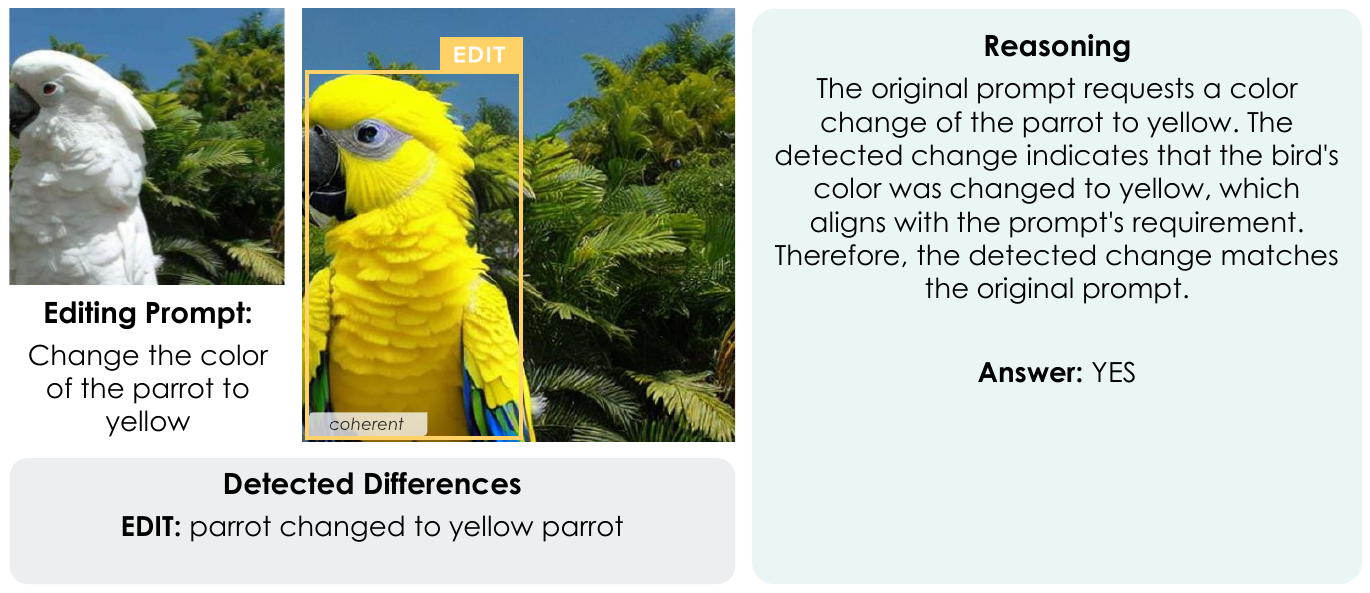 EDIT
coherent
Editing Prompt:
Change the color
of the parrot to
yellow
Detected Differences
EDIT: parrot changed to yellow parrot
Reasoning
The original prompt requests a color
change of the parrot to yellow. The
detected change indicates that the bird's
color was changed to yellow, which
aligns with the prompt's requirement.
Therefore, the detected change matches
the original prompt.
Answer: YES